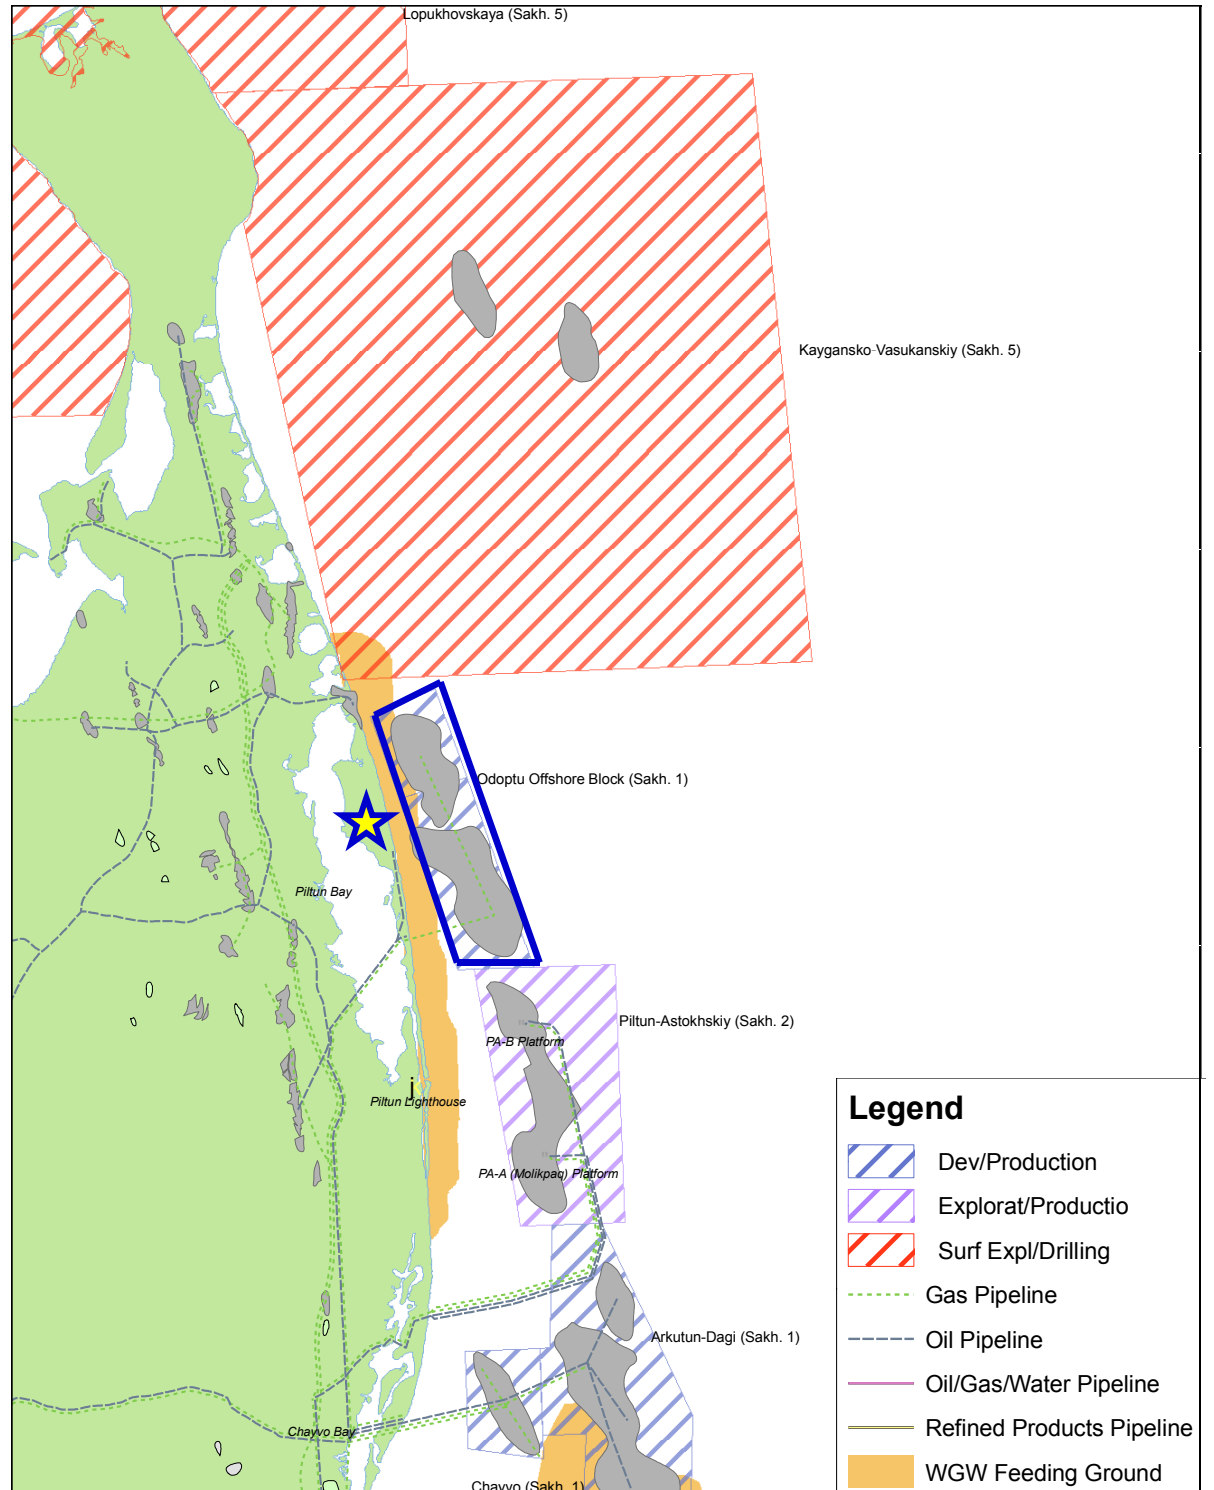 Lopukhovskaya (Sakh. 5)
Kaygansko-Vasukanskiy (Sakh. 5)
Odoptu Offshore Block (Sakh. 1)
Piltun Bay
Piltun-Astokhskiy (Sakh. 2)
PA-B Platform
j
Piltun Lighthouse
PA-A (Molikpaq) Platform
Arkutun-Dagi (Sakh. 1)
Chayvo Bay
Chayvo (Sakh. 1)
Legend
Dev/Production
Explorat/Productio
Surf Expl/Drilling
Gas Pipeline
Oil Pipeline
Oil/Gas/Water Pipeline
Refined Products Pipeline
WGW Feeding Ground